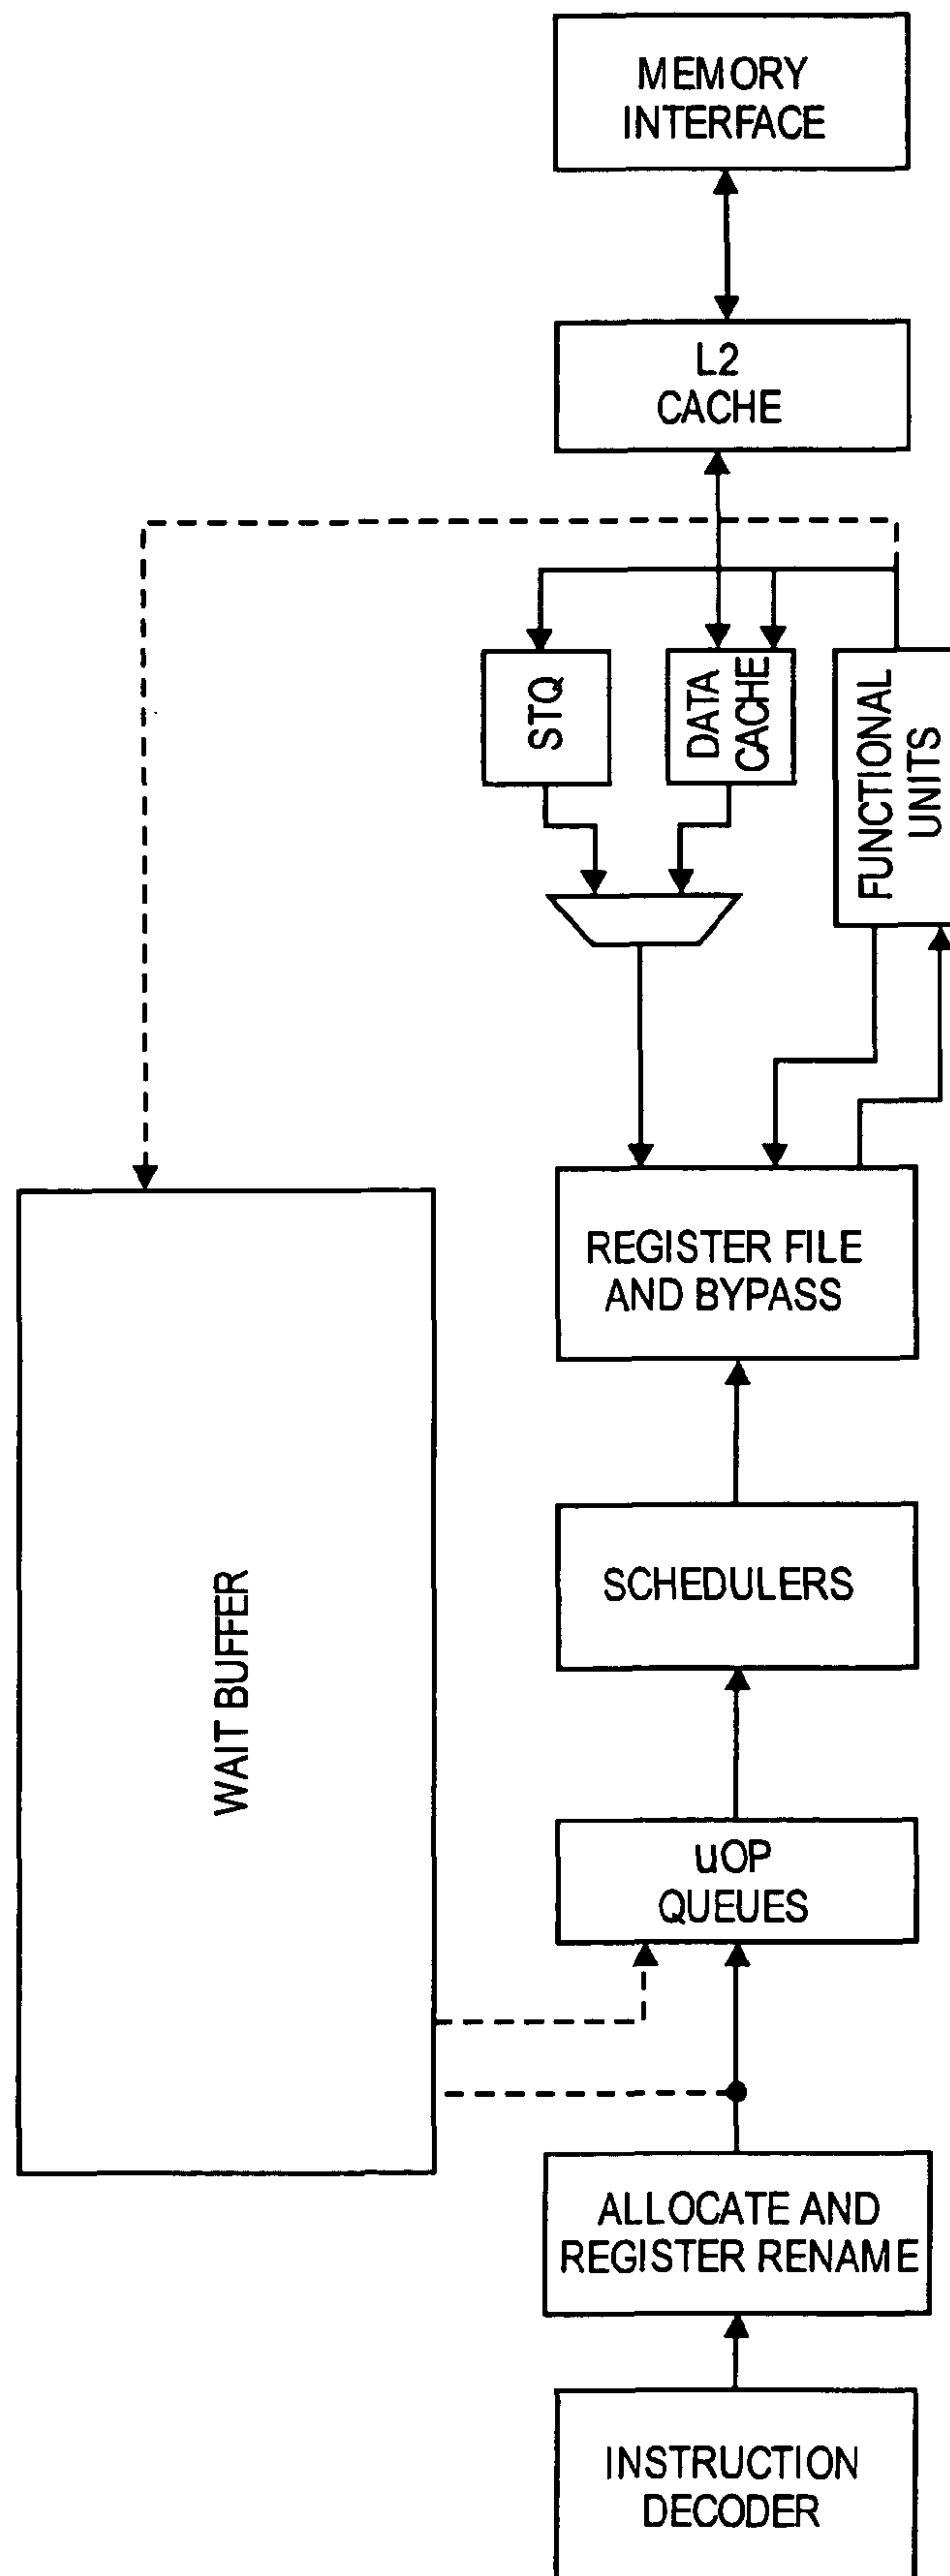 MEMORY
INTERFACE
L2
CACHE
STQ
DATA
CACHE
FUNCTIONAL
UNITS
REGISTER FILE
AND BYPASS
SCHEDULERS
WAIT BUFFER
uOP
QUEUES
ALLOCATE AND
REGISTER RENAME
INSTRUCTION
DECODER